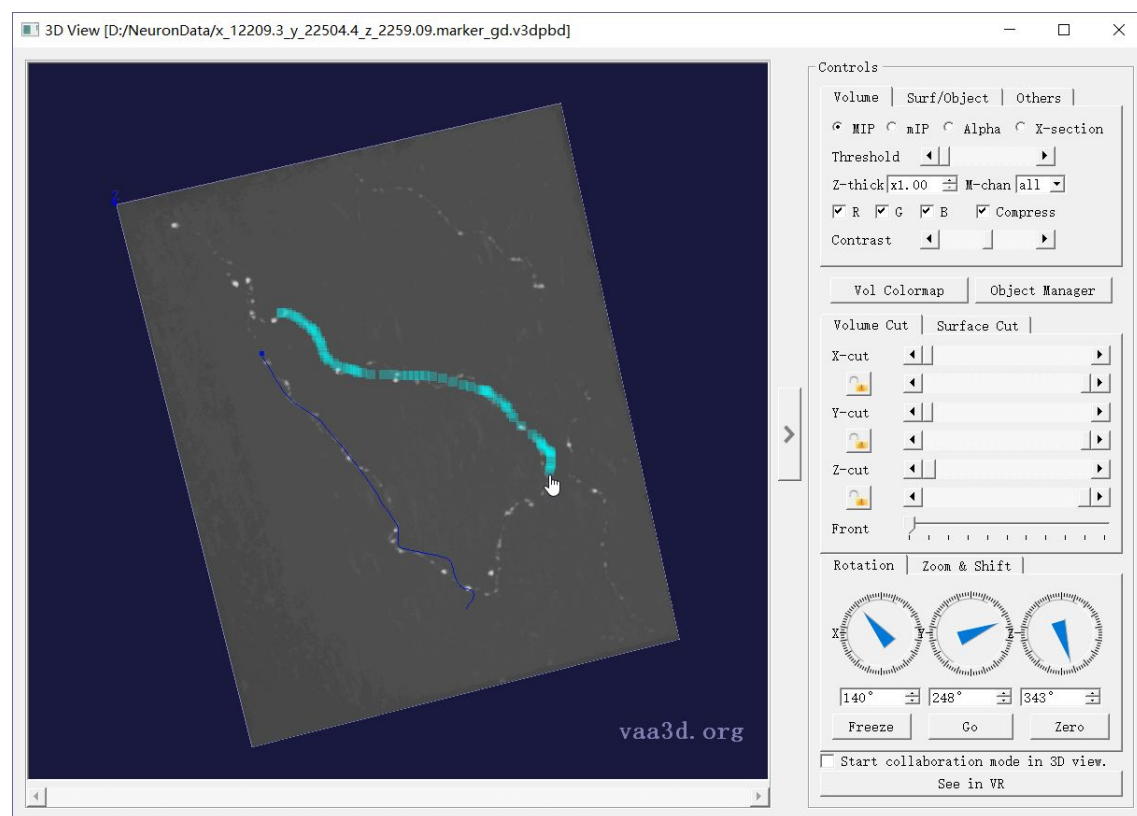 3D View [D:/NeuronData/x_12209.3_y_22504.4_z_2259.09.marker_gd.v3dpbd]
Z
vaa3d.org
Controls
Volume Surf/Object Others
MIP mIP Alpha X-section
Threshold
Z-thick x1.00 M-chan all
R G B Compress
Contrast
Vol Colormap Object Manager
Volume Cut Surface Cut
X-cut
Y-cut
Z-cut
Front
Rotation Zoom & Shift
X Y Z
140° 248° 343°
Freeze Go Zero
Start collaboration mode in 3D view.
See in VR